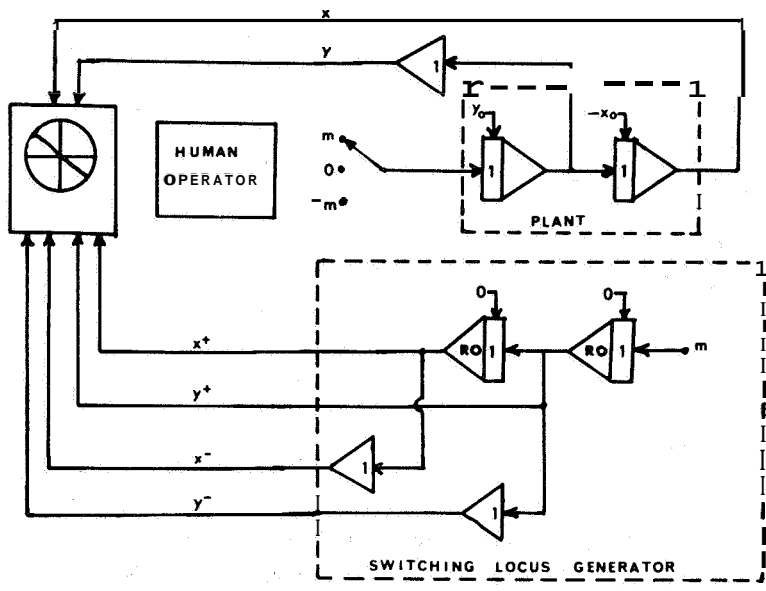 x
y
1
y₀
-x₀
m
HUMAN
OPERATOR
0
-m
1
1
PLANT
0
0
x⁺
RO 1
RO 1
m
y⁺
x⁻
1
y⁻
1
SWITCHING LOCUS GENERATOR